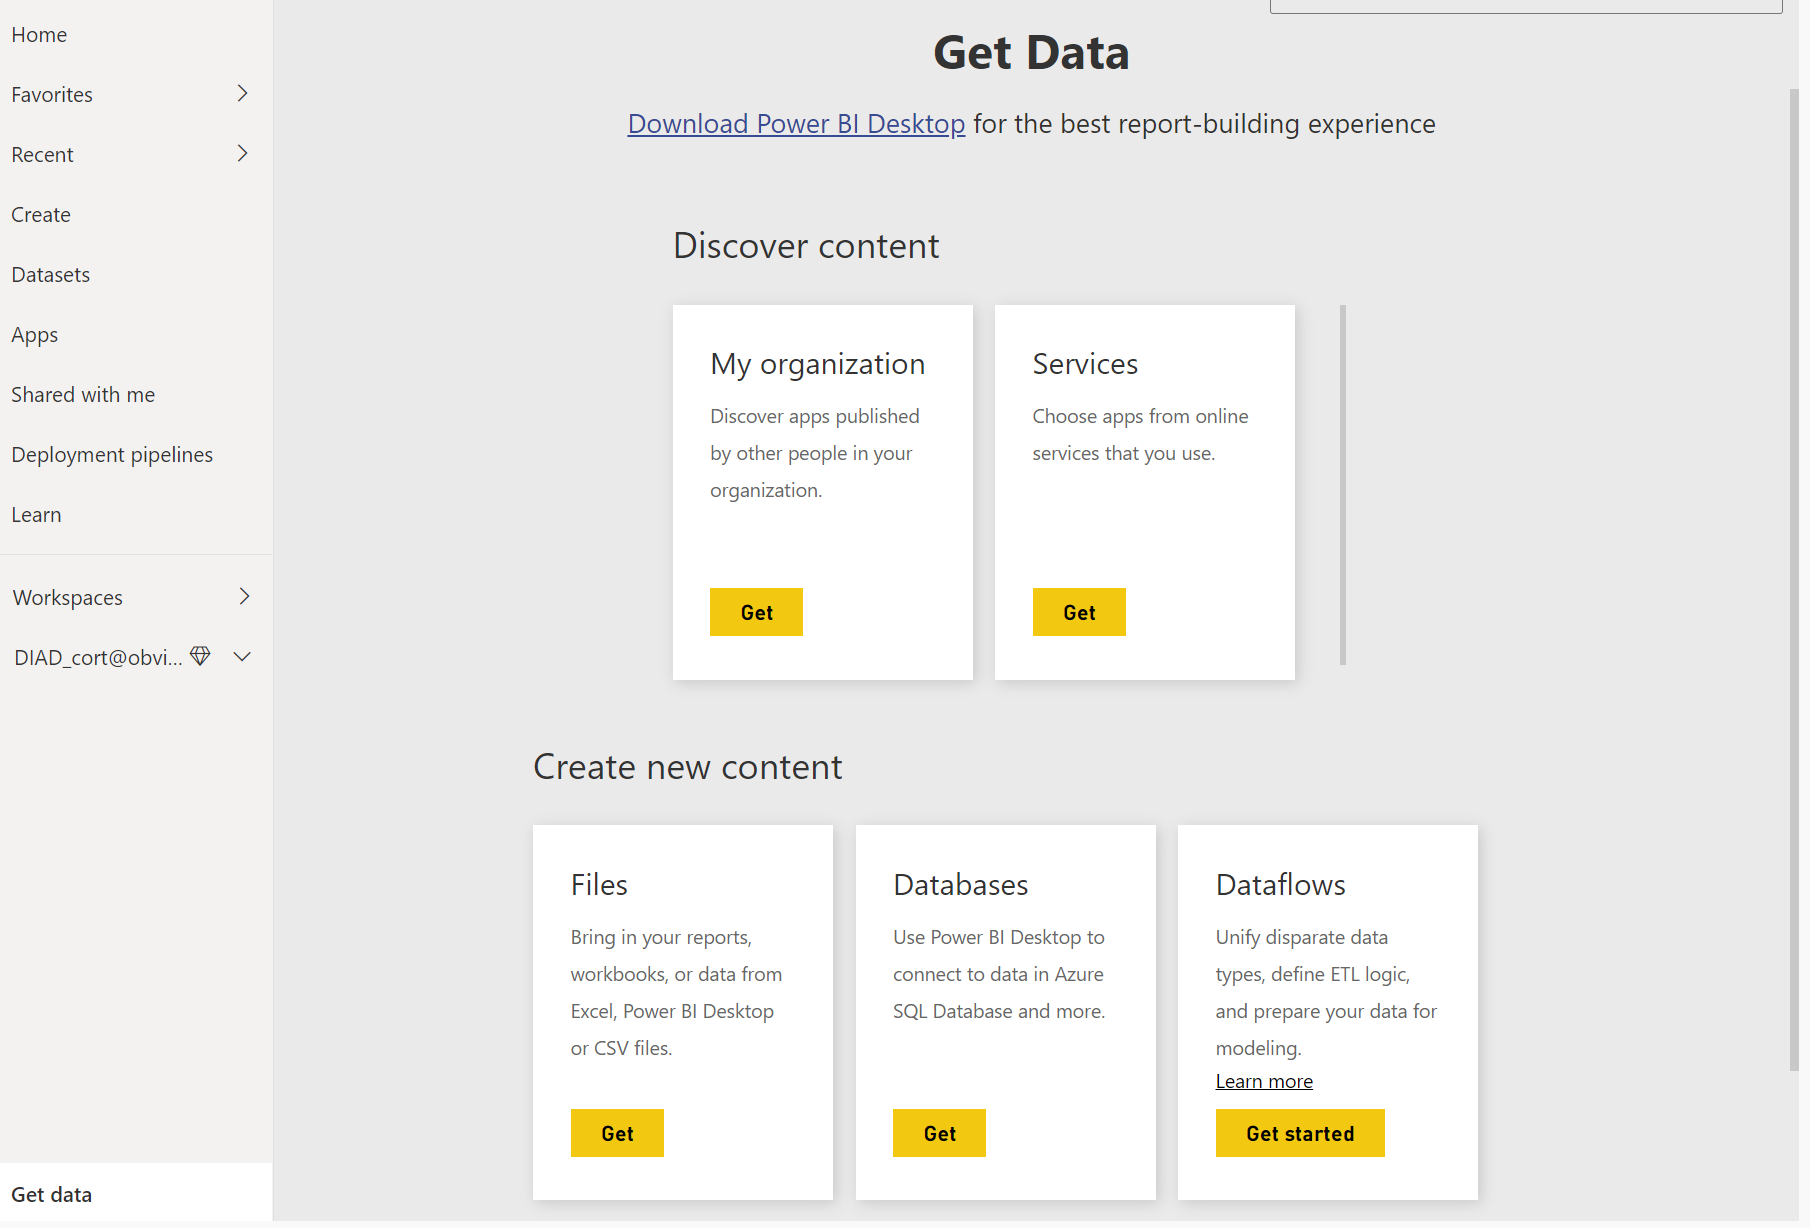 Home
Favorites
Recent
Create
Datasets
Apps
Shared with me
Deployment pipelines
Learn
Workspaces
DIAD_cort@obvi...
Get data
Get Data
Download Power BI Desktop for the best report-building experience
Discover content
My organization
Discover apps published
by other people in your
organization.
Get
Services
Choose apps from online
services that you use.
Get
Create new content
Files
Bring in your reports,
workbooks, or data from
Excel, Power BI Desktop
or CSV files.
Get
Databases
Use Power BI Desktop to
connect to data in Azure
SQL Database and more.
Get
Dataflows
Unify disparate data
types, define ETL logic,
and prepare your data for
modeling.
Learn more
Get started